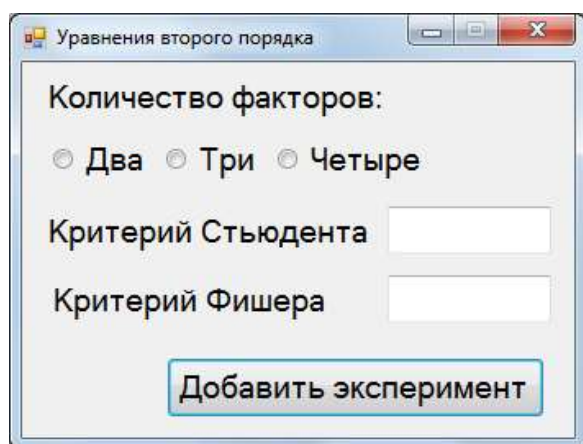 Уравнения второго порядка
Количество факторов:
Два Три Четыре
Критерий Стьюдента
Критерий Фишера
Добавить эксперимент